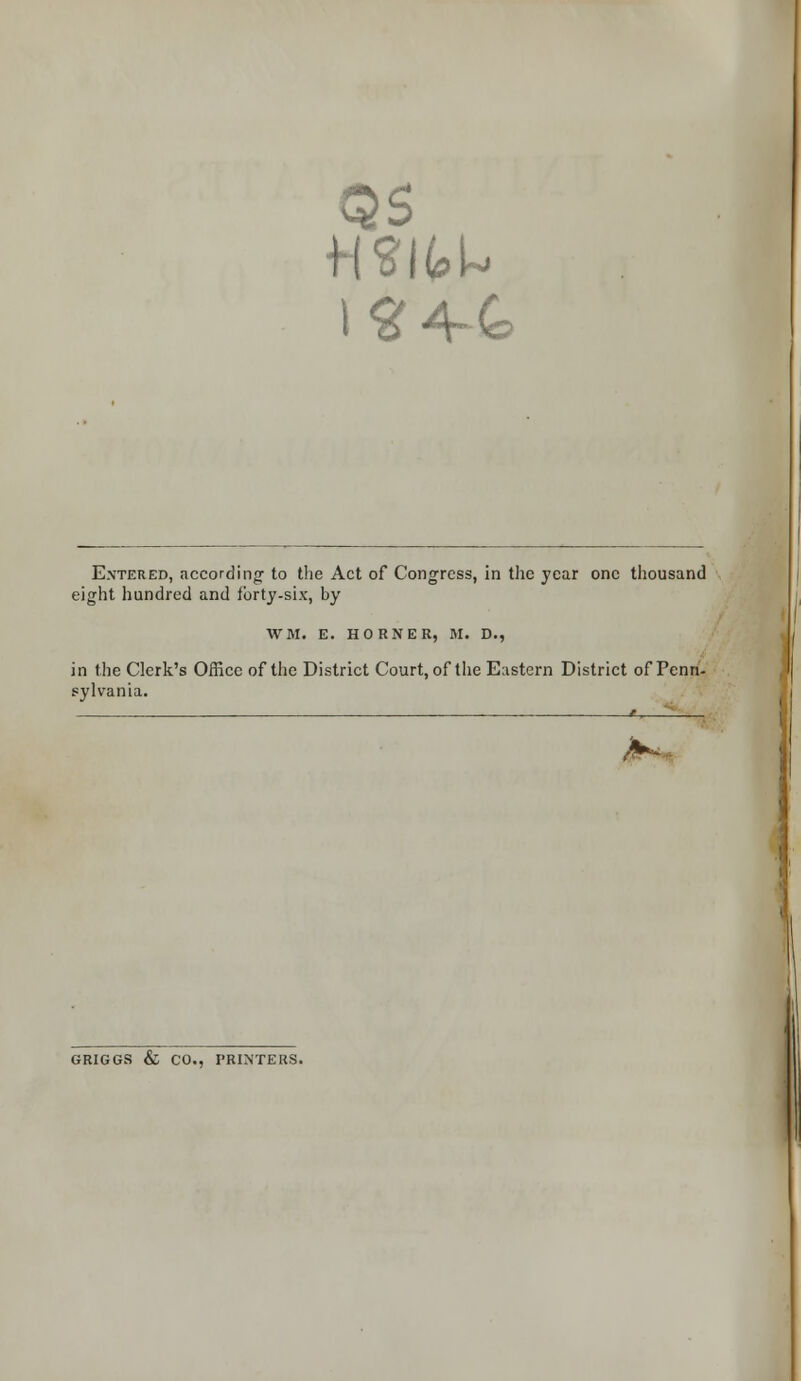 QS
H816U
1846
Entered, according to the Act of Congress, in the year one thousand
eight hundred and forty-six, by
WM. E. HORNER, M. D.,
in the Clerk's Office of the District Court, of the Eastern District of Penn-
sylvania.
GRIGGS & CO., PRINTERS.